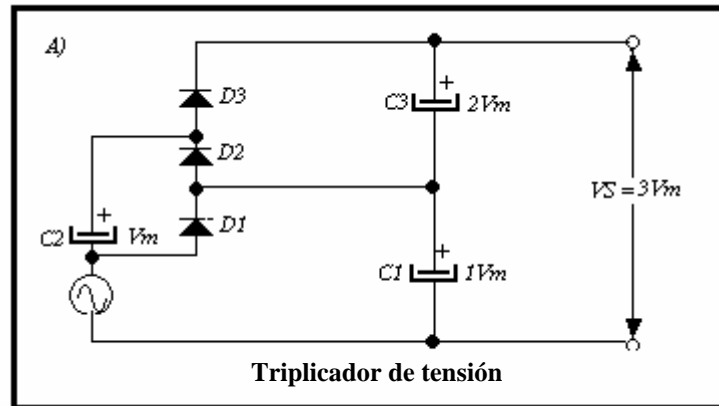 A)
D3
C3
+
2Vm
D2
VS = 3Vm
+
C2
Vm
D1
+
C1
1Vm
Triplicador de tensión